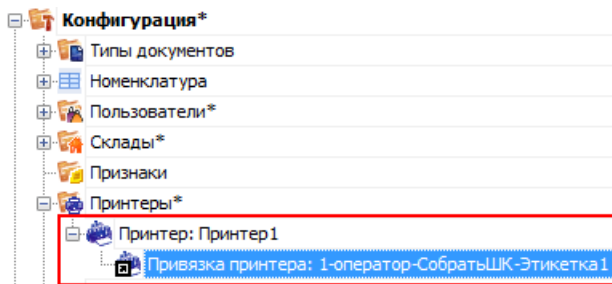 Конфигурация*
Типы документов
Номенклатура
Пользователи*
Склады*
Признаки
Принтеры*
Принтер: Принтер1
Привязка принтера: 1-оператор-СобратьШК-Этикетка1